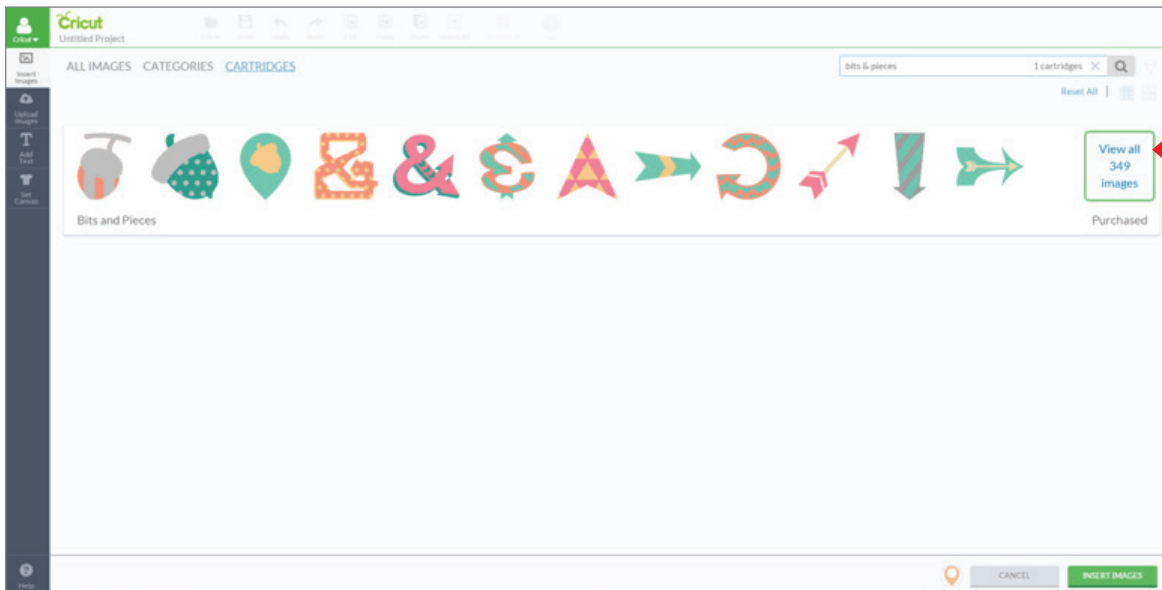 Cricut
Untitled Project
Cricut
Insert
Images
Upload
Images
Add
Text
Set
Canvas
Help
ALL IMAGES CATEGORIES CARTRIDGES
bits & pieces 1 cartridges
Reset All
View all
349
images
Bits and Pieces Purchased
CANCEL INSERT IMAGES